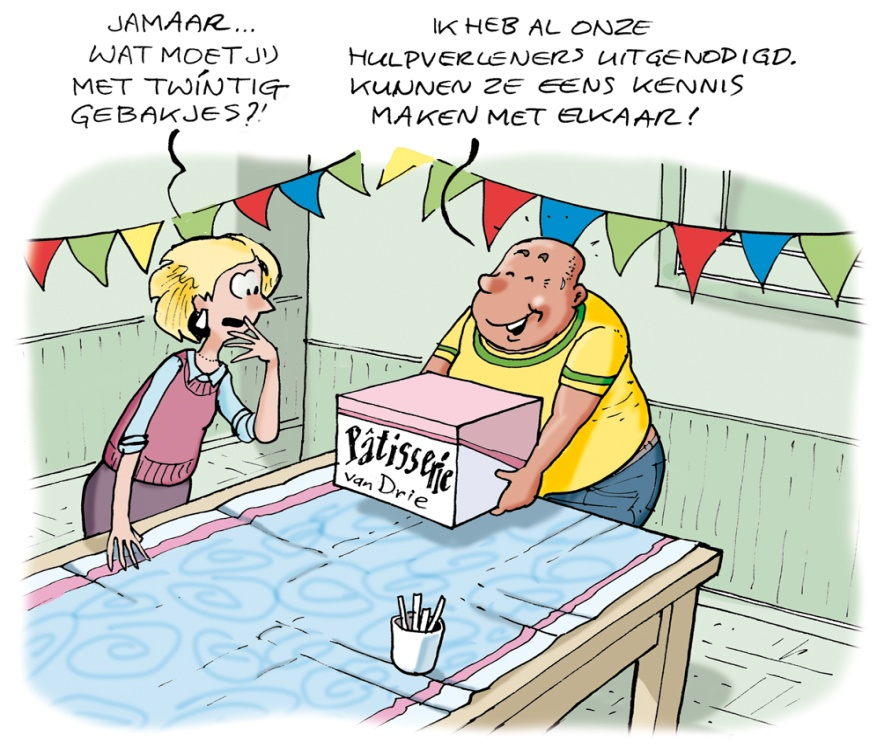 JAMAAR...
WAT MOET JIJ
MET TWÍNTIG
GEBAKJES?!
IK HEB AL ONZE
HULPVERLENERS UITGENODIGD.
KUNNEN ZE EENS KENNIS
MAKEN MET ELKAAR!
Pâtisserie
van Drie